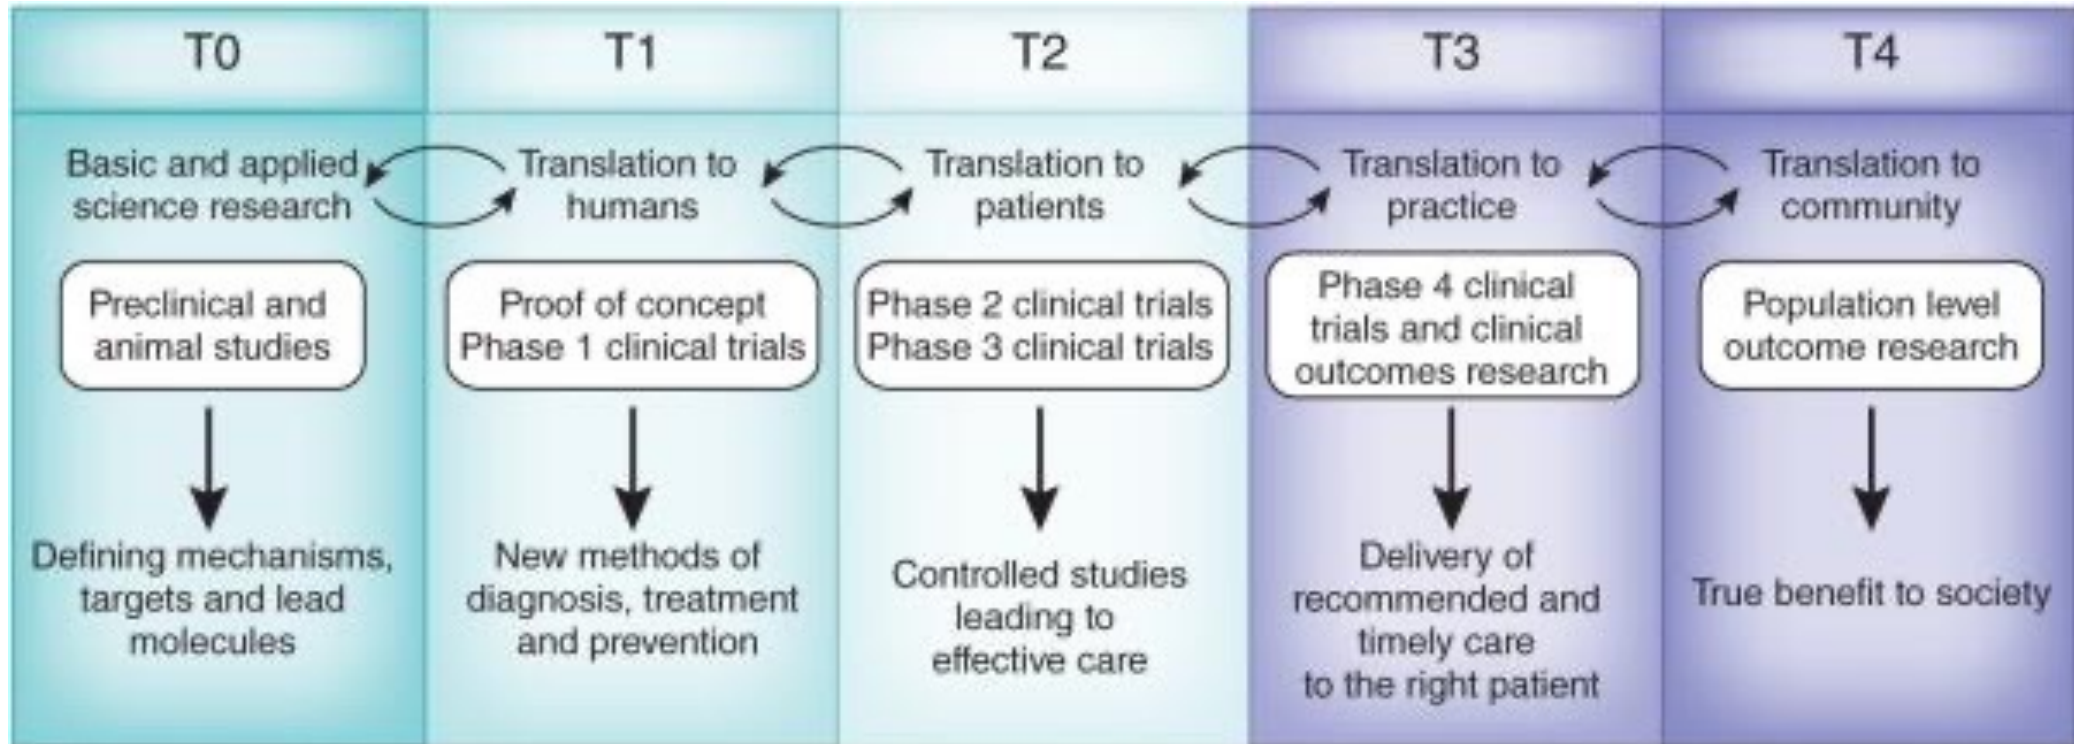 T0
T1
T2
T3
T4
Basic and applied
science research
Translation to
humans
Translation to
patients
Translation to
practice
Translation to
community
Preclinical and
animal studies
Proof of concept
Phase 1 clinical trials
Phase 2 clinical trials
Phase 3 clinical trials
Phase 4 clinical
trials and clinical
outcomes research
Population level
outcome research
Defining mechanisms,
targets and lead
molecules
New methods of
diagnosis, treatment
and prevention
Controlled studies
leading to
effective care
Delivery of
recommended and
timely care
to the right patient
True benefit to society